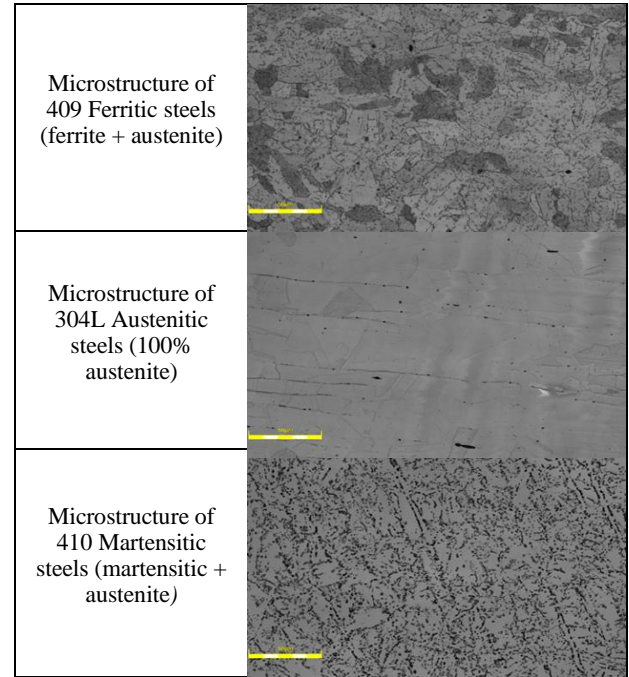 Microstructure of
409 Ferritic steels
(ferrite + austenite)
Microstructure of
304L Austenitic
steels (100%
austenite)
Microstructure of
410 Martensitic
steels (martensitic +
austenite)